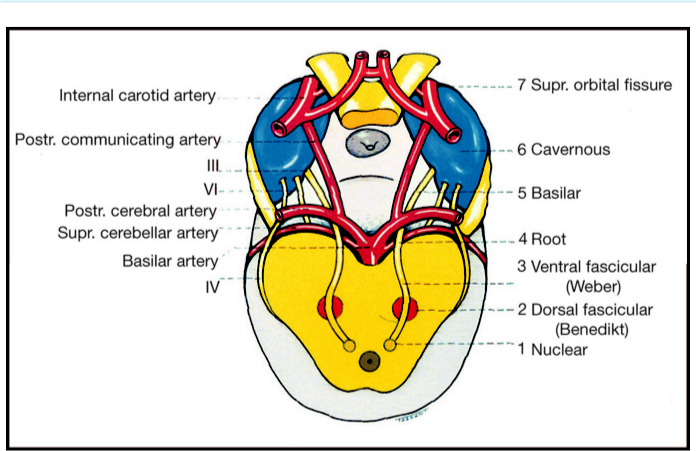 Internal carotid artery
Postr. communicating artery
III
VI
Postr. cerebral artery
Supr. cerebellar artery
Basilar artery
IV
7 Supr. orbital fissure
6 Cavernous
5 Basilar
4 Root
3 Ventral fascicular
(Weber)
2 Dorsal fascicular
(Benedikt)
1 Nuclear